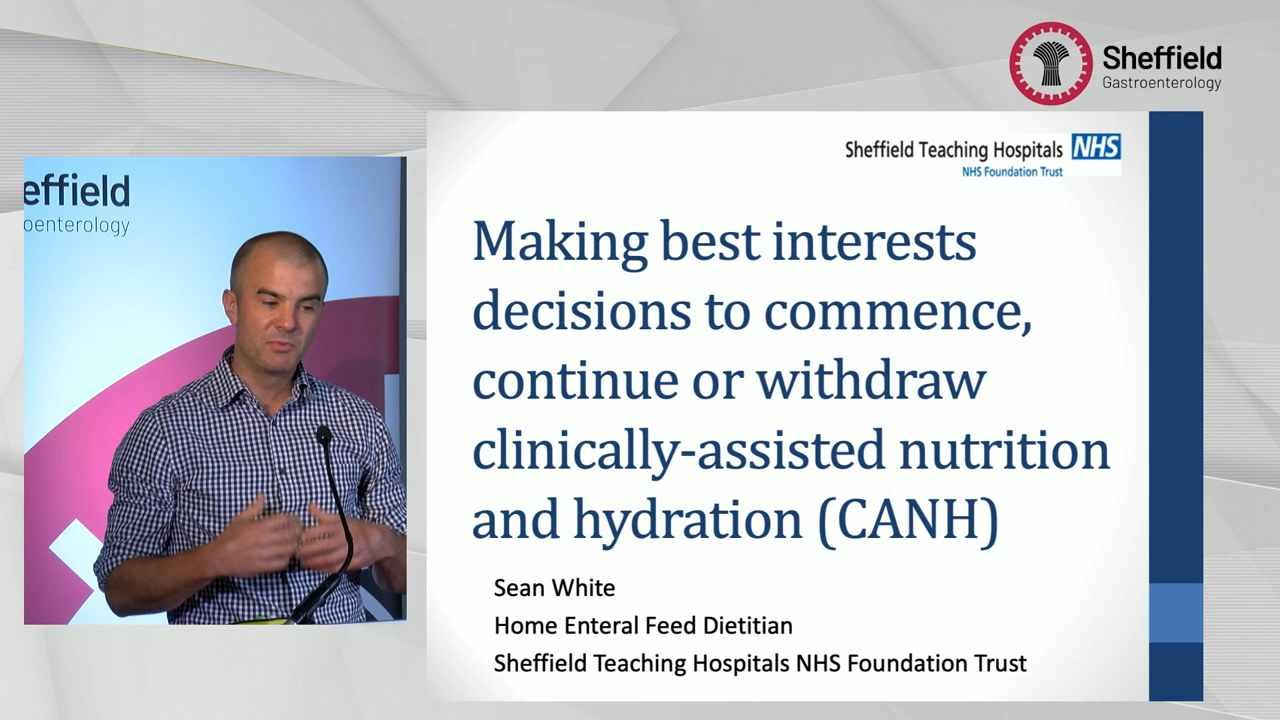 Sheffield
Gastroenterology
Sheffield Teaching Hospitals NHS
NHS Foundation Trust
effield
oenterology
Making best interests
decisions to commence,
continue or withdraw
clinically-assisted nutrition
and hydration (CANH)
Sean White
Home Enteral Feed Dietitian
Sheffield Teaching Hospitals NHS Foundation Trust